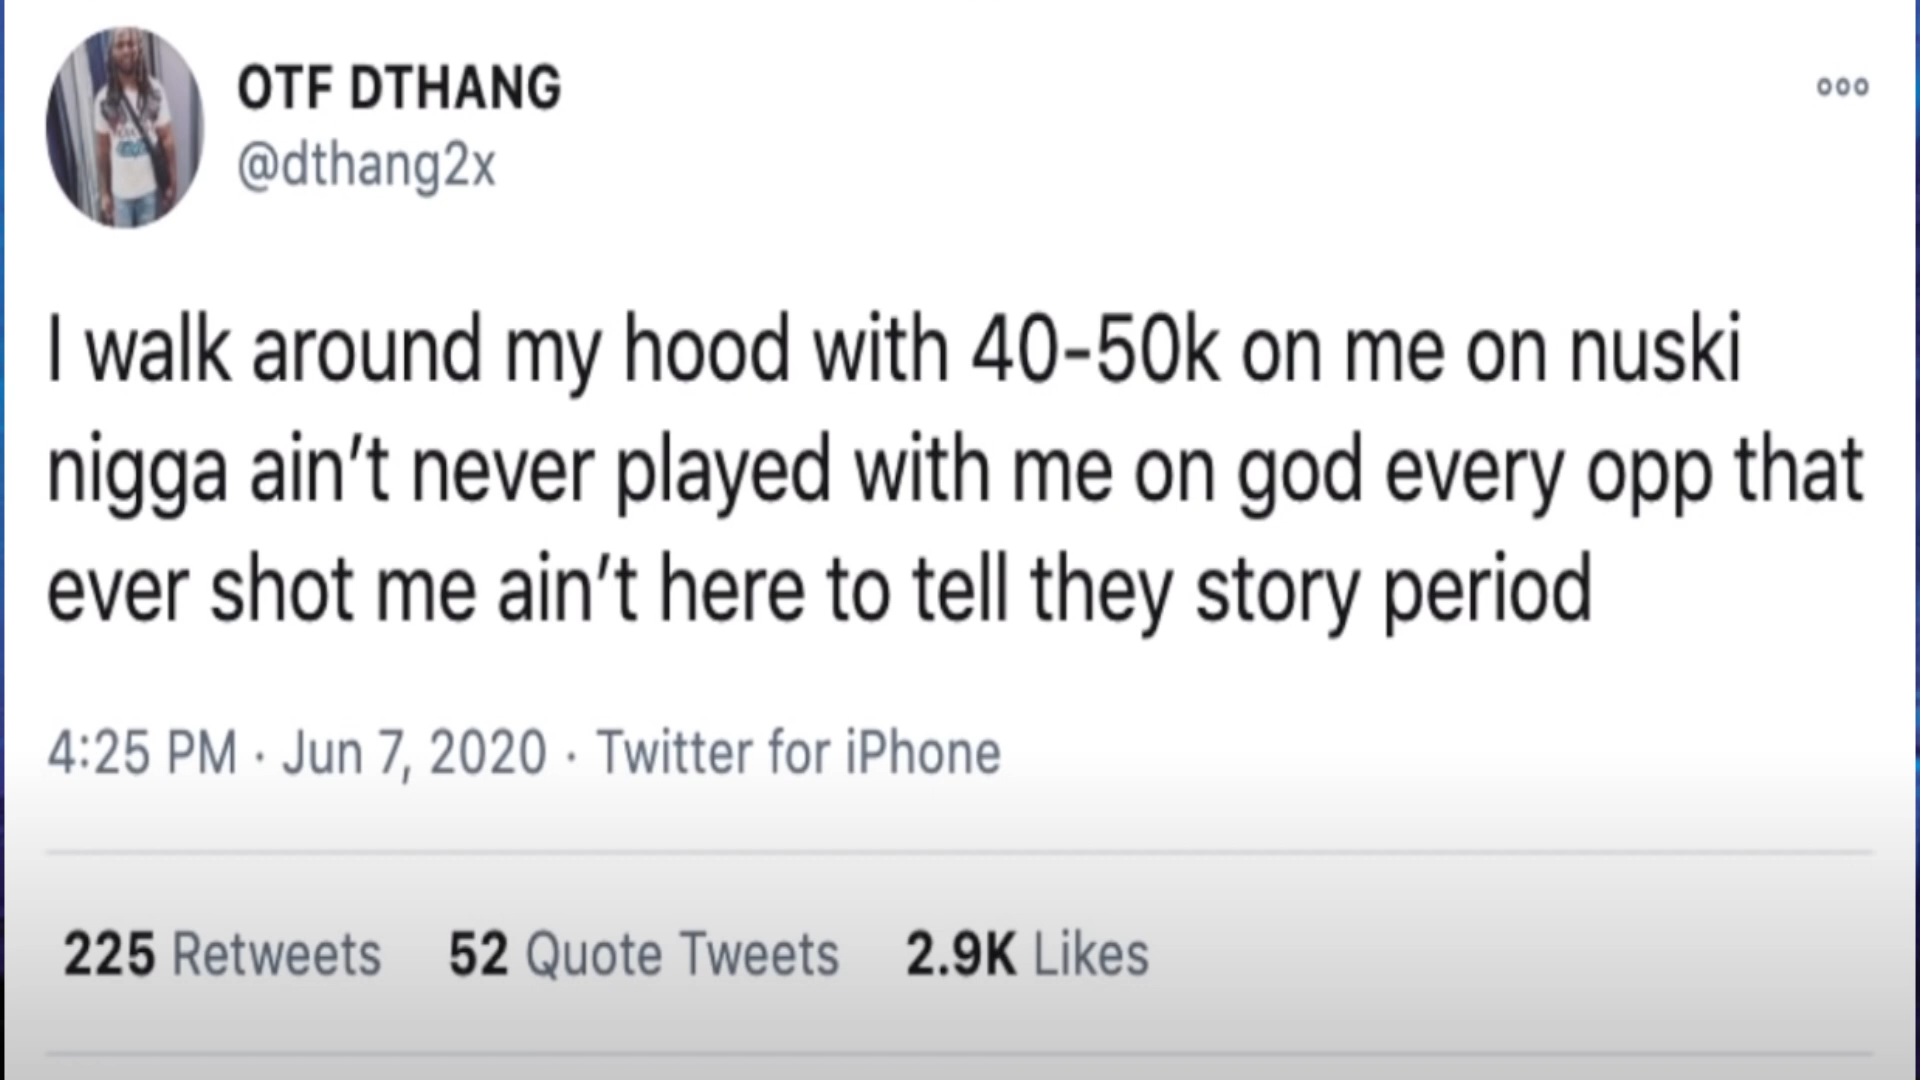 OTF DTHANG
@dthang2x
I walk around my hood with 40-50k on me on nuski
nigga ain’t never played with me on god every opp that
ever shot me ain’t here to tell they story period
4:25 PM · Jun 7, 2020 · Twitter for iPhone
225 Retweets 52 Quote Tweets 2.9K Likes